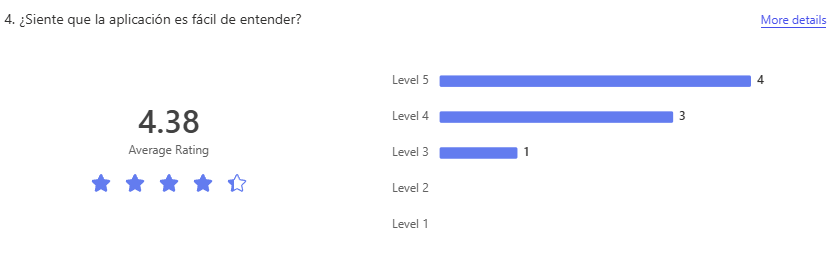 4. ¿Siente que la aplicación es fácil de entender?
More details
4.38
Average Rating
Level 5 4
Level 4 3
Level 3 1
Level 2
Level 1